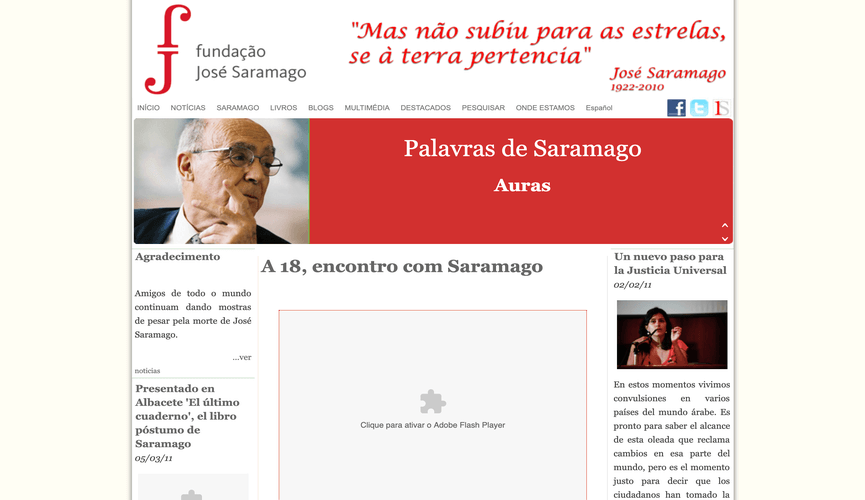 fundação
José Saramago
"Mas não subiu para as estrelas,
se à terra pertencia"
José Saramago
1922-2010
INÍCIO NOTÍCIAS SARAMAGO LIVROS BLOGS MULTIMÉDIA DESTACADOS PESQUISAR ONDE ESTAMOS Español
Palavras de Saramago
Auras
Agradecimento
Amigos de todo o mundo
continuam dando mostras
de pesar pela morte de José
Saramago.
...ver
noticias
Presentado en
Albacete 'El último
cuaderno', el libro
póstumo de
Saramago
05/03/11
A 18, encontro com Saramago
Clique para ativar o Adobe Flash Player
Un nuevo paso para
la Justicia Universal
02/02/11
En estos momentos vivimos
convulsiones en varios
países del mundo árabe. Es
pronto para saber el alcance
de esta oleada que reclama
cambios en esa parte del
mundo, pero es el momento
justo para decir que los
ciudadanos han tomado la